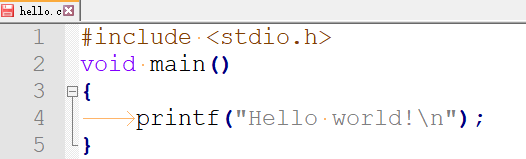 hello.c
1 #include <stdio.h>
2 void main()
3 {
4 	printf("Hello world!\n");
5 }